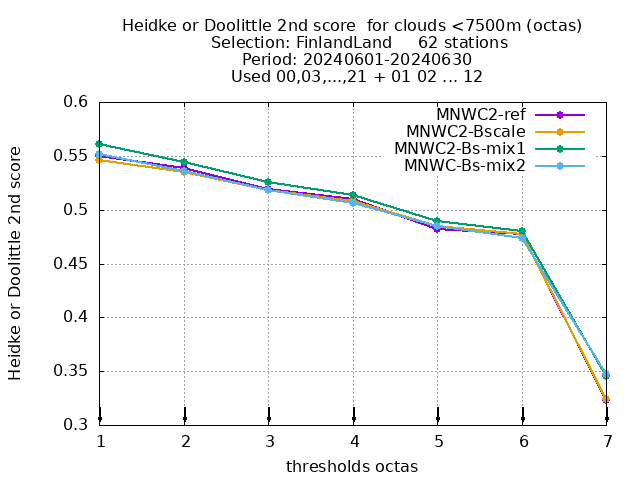 Heidke or Doolittle 2nd score for clouds <7500m (octas)
Selection: FinlandLand 62 stations
Period: 20240601-20240630
Used 00,03,...,21 + 01 02 ... 12
MNWC2-ref
MNWC2-Bscale
MNWC2-Bs-mix1
MNWC-Bs-mix2
Heidke or Doolittle 2nd score
0.6
0.55
0.5
0.45
0.4
0.35
0.3
1 2 3 4 5 6 7
thresholds octas